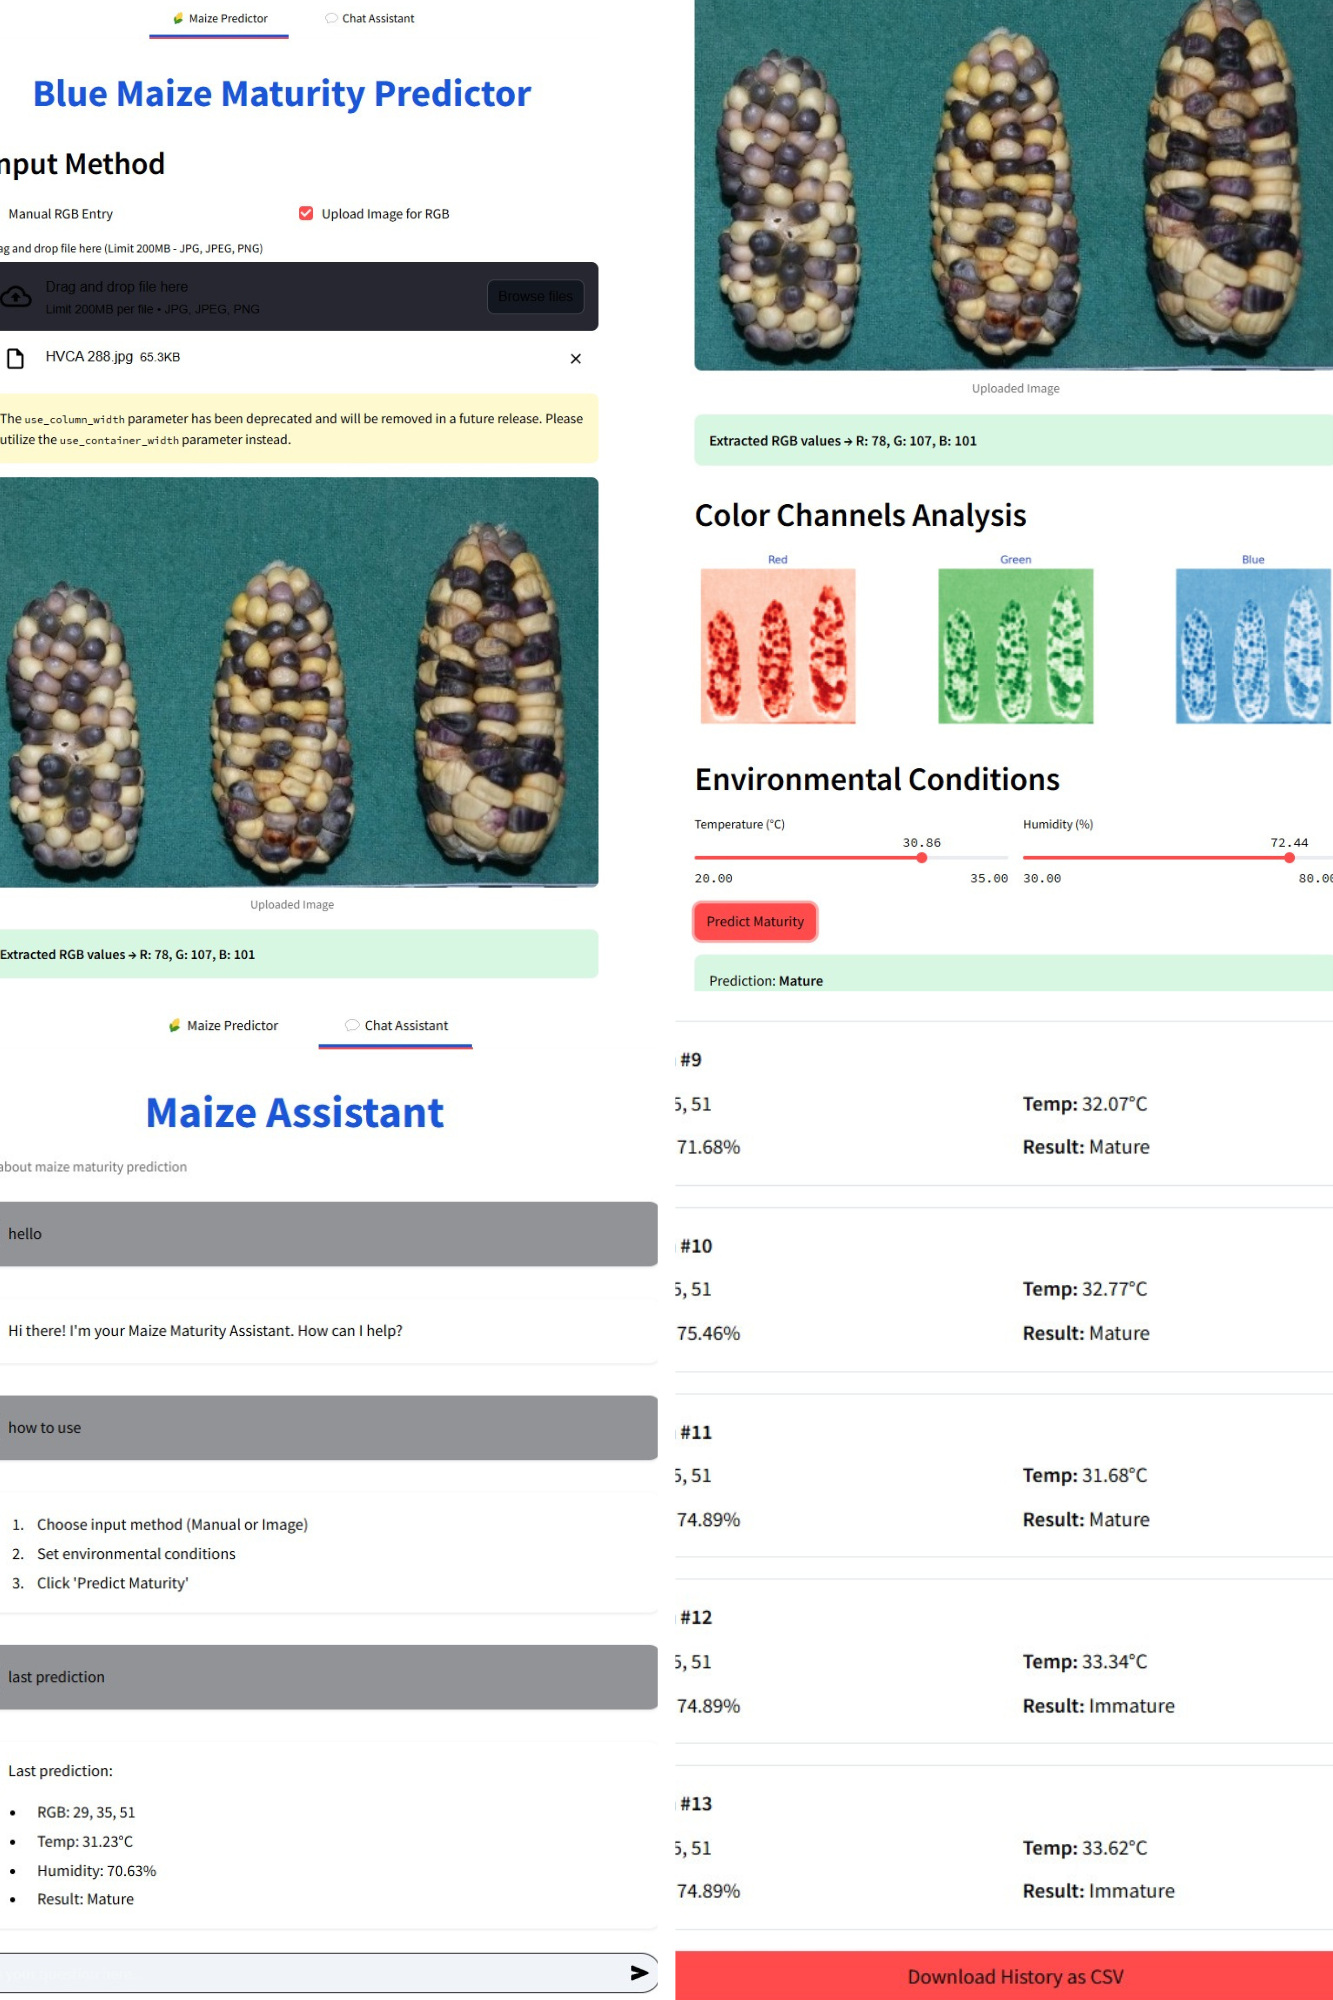 Maize Predictor
Chat Assistant
Blue Maize Maturity Predictor
nput Method
Manual RGB Entry
Upload Image for RGB
ag and drop file here (Limit 200MB - JPG, JPEG, PNG)
Drag and drop file here
Limit 200MB per file • JPG, JPEG, PNG
Browse files
HVCA 288.jpg 65.3KB
The use_column_width parameter has been deprecated and will be removed in a future release. Please
utilize the use_container_width parameter instead.
Uploaded Image
Extracted RGB values → R: 78, G: 107, B: 101
Uploaded Image
Extracted RGB values → R: 78, G: 107, B: 101
Color Channels Analysis
Red
Green
Blue
Environmental Conditions
Temperature (°C)
30.86
20.00
35.00
Humidity (%)
72.44
30.00
80.00
Predict Maturity
Prediction: Mature
Maize Predictor
Chat Assistant
Maize Assistant
about maize maturity prediction
hello
Hi there! I'm your Maize Maturity Assistant. How can I help?
how to use
1. Choose input method (Manual or Image)
2. Set environmental conditions
3. Click 'Predict Maturity'
last prediction
Last prediction:
• RGB: 29, 35, 51
• Temp: 31.23°C
• Humidity: 70.63%
• Result: Mature
#9
5, 51
Temp: 32.07°C
71.68%
Result: Mature
#10
5, 51
Temp: 32.77°C
75.46%
Result: Mature
#11
5, 51
Temp: 31.68°C
74.89%
Result: Mature
#12
5, 51
Temp: 33.34°C
74.89%
Result: Immature
#13
5, 51
Temp: 33.62°C
74.89%
Result: Immature
Download History as CSV